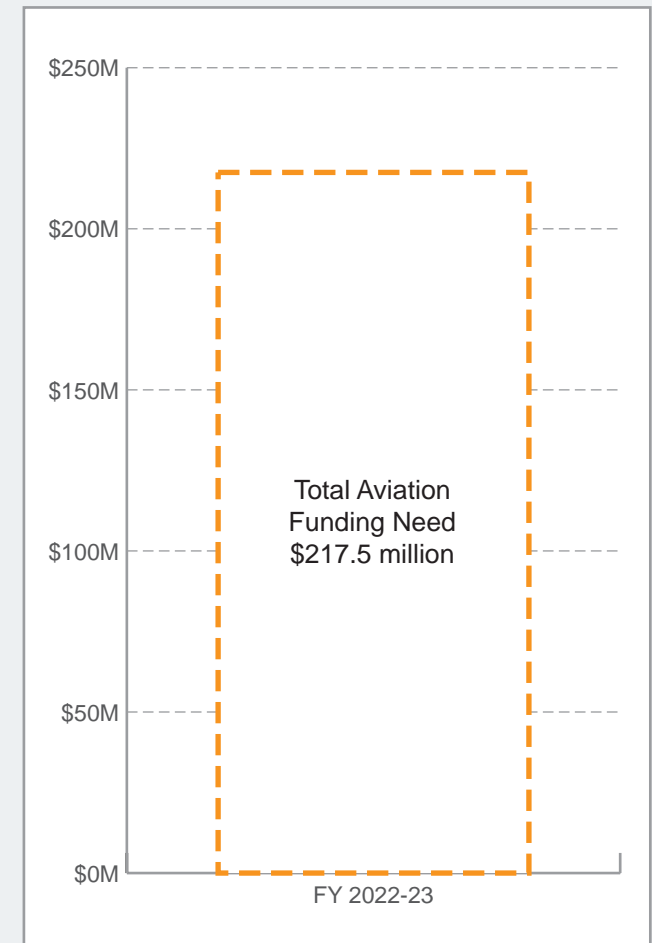 $250M
$200M
$150M
Total Aviation
Funding Need
$217.5 million
$100M
$50M
$0M
FY 2022-23